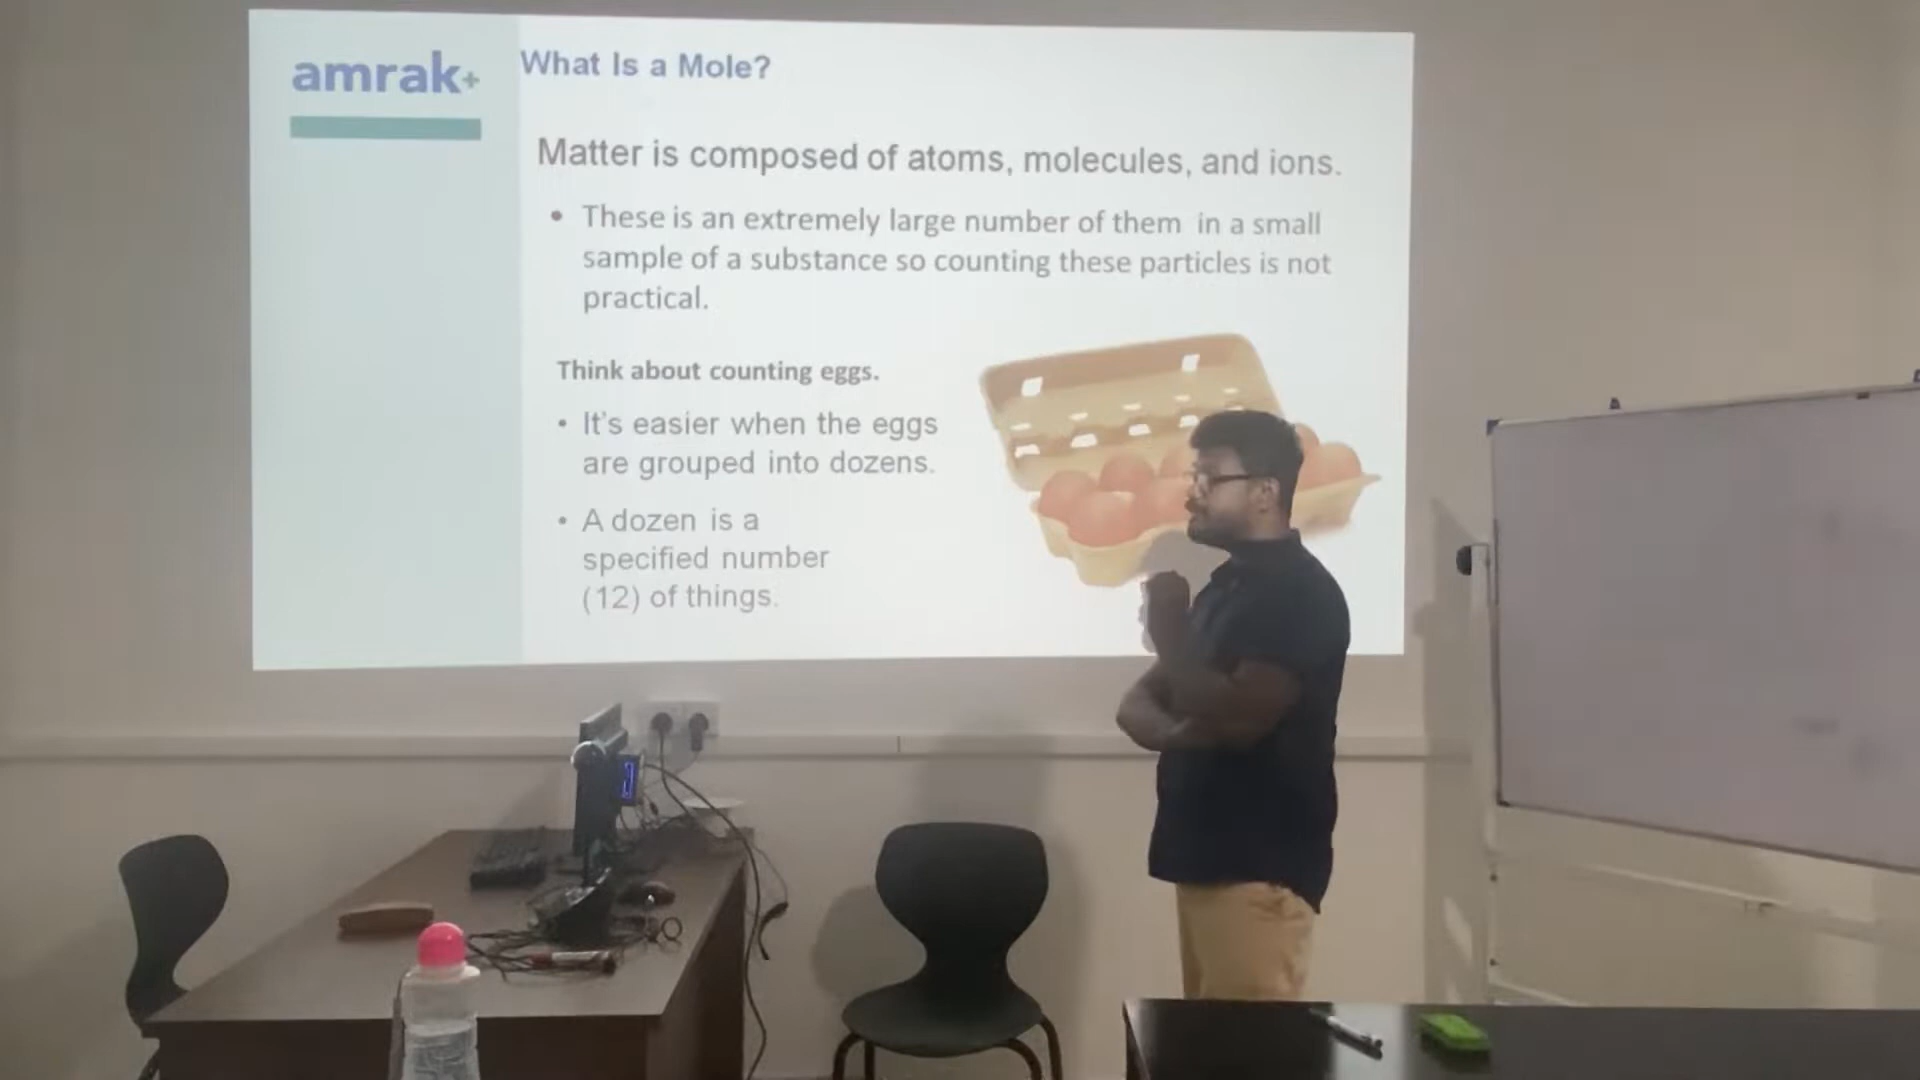 amrak+
What Is a Mole?
Matter is composed of atoms, molecules, and ions.
• These is an extremely large number of them in a small
sample of a substance so counting these particles is not
practical.
Think about counting eggs.
• It's easier when the eggs
are grouped into dozens.
• A dozen is a
specified number
(12) of things.